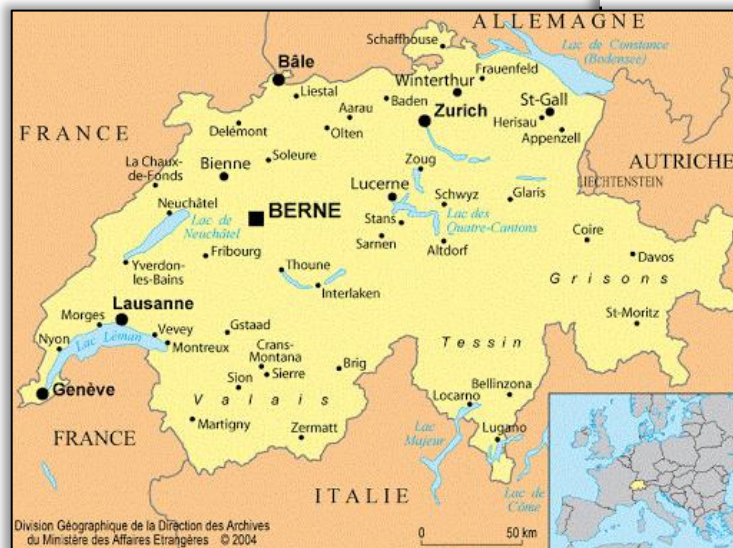 ALLEMAGNE
Schaffhouse
Lac de Constance
(Bodensee)
Bâle
Frauenfeld
Winterthur
Liestal
Baden
St-Gall
Aarau
Zurich
Herisau
Delémont
Olten
Appenzell
FRANCE
La Chaux-
de-Fonds
Soleure
Bienne
Zoug
AUTRICHE
LIECHTENSTEIN
Lucerne
Schwyz
Glaris
Neuchâtel
BERNE
Lac de
Neuchâtel
Stans
Lac des
Quatre-Cantons
Sarnen
Altdorf
Coire
Fribourg
Davos
Yverdon-
les-Bains
Thoune
Interlaken
Grisons
Lausanne
Morges
St-Moritz
Gstaad
Vevey
Nyon
Lac Léman
Montreux
Crans-
Montana
Tessin
Brig
Sierre
Sion
Bellinzona
Genève
Valais
Locarno
Martigny
Zermatt
Lugano
FRANCE
Lac
Majeur
ITALIE
Lac
de
Côme
Division Géographique de la Direction des Archives
du Ministère des Affaires Etrangères © 2004
0 50 km